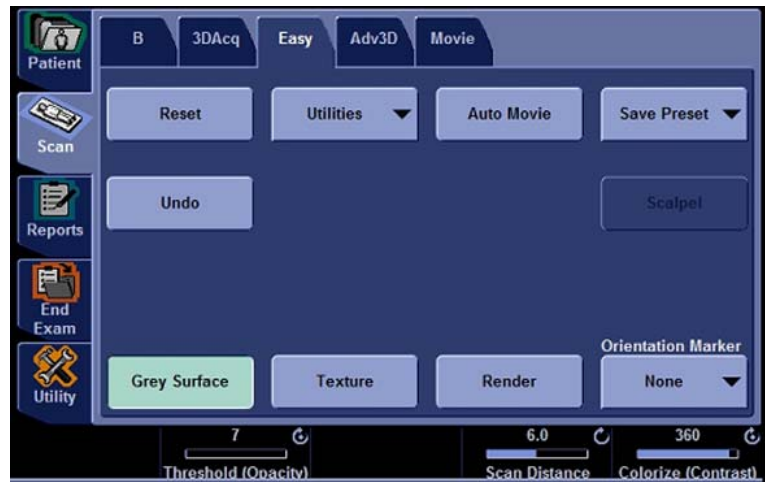 Patient
B 3DAcq Easy Adv3D Movie
Reset Utilities Auto Movie Save Preset
Scan
Undo Scalpel
Reports
End
Exam
Orientation Marker
Grey Surface Texture Render None
Utility
7 6.0 360
Threshold (Opacity) Scan Distance Colorize (Contrast)